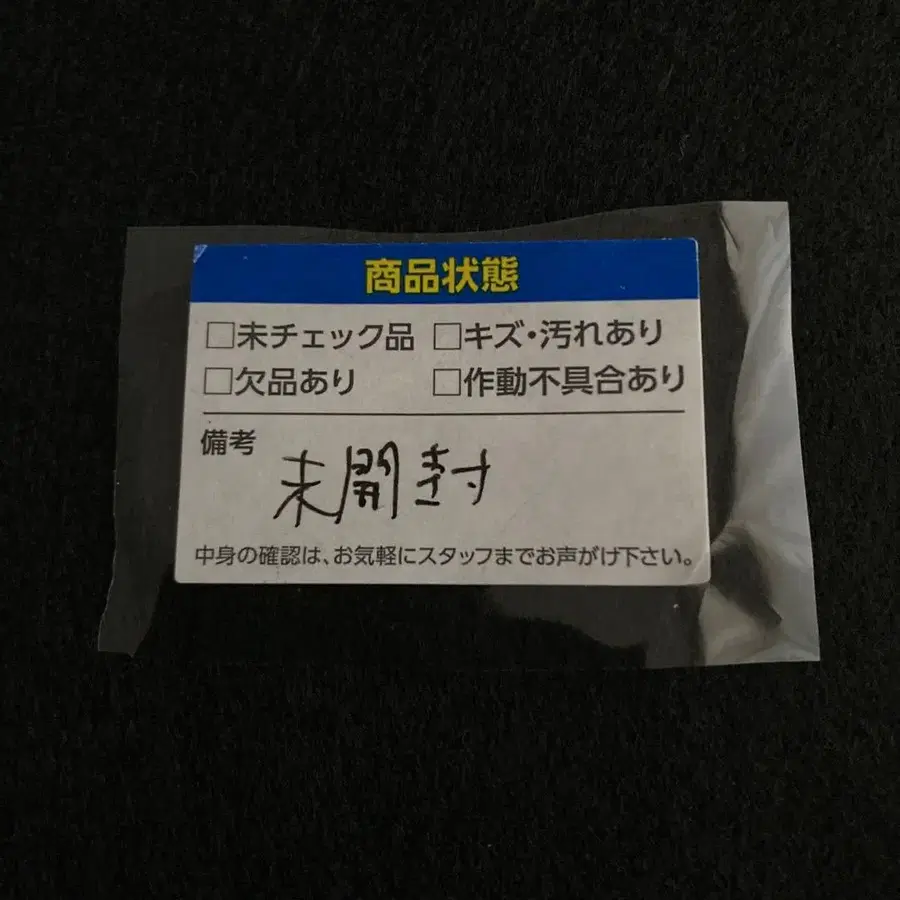 商品状態
□未チェック品 □キズ・汚れあり
□欠品あり □作動不具合あり
備考
未開封
中身の確認は、お気軽にスタッフまでお声がけ下さい。